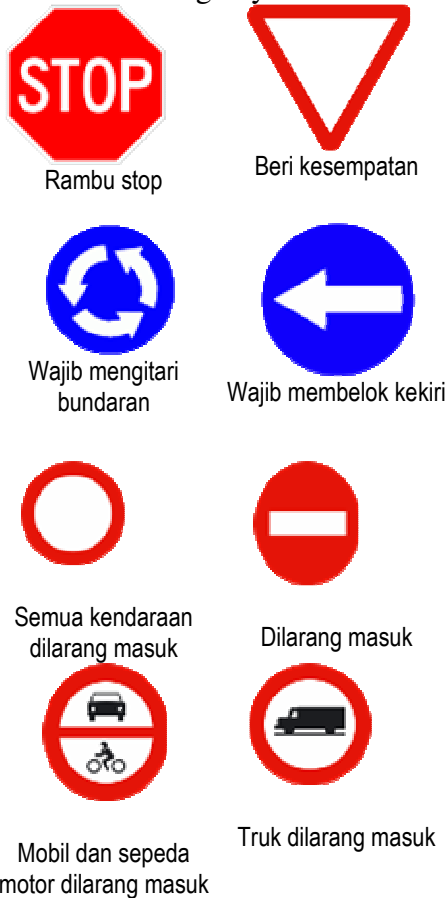 STOP
Rambu stop
Beri kesempatan
Wajib mengitari
bundaran
Wajib membelok kekiri
Semua kendaraan
dilarang masuk
Dilarang masuk
Mobil dan sepeda
motor dilarang masuk
Truk dilarang masuk